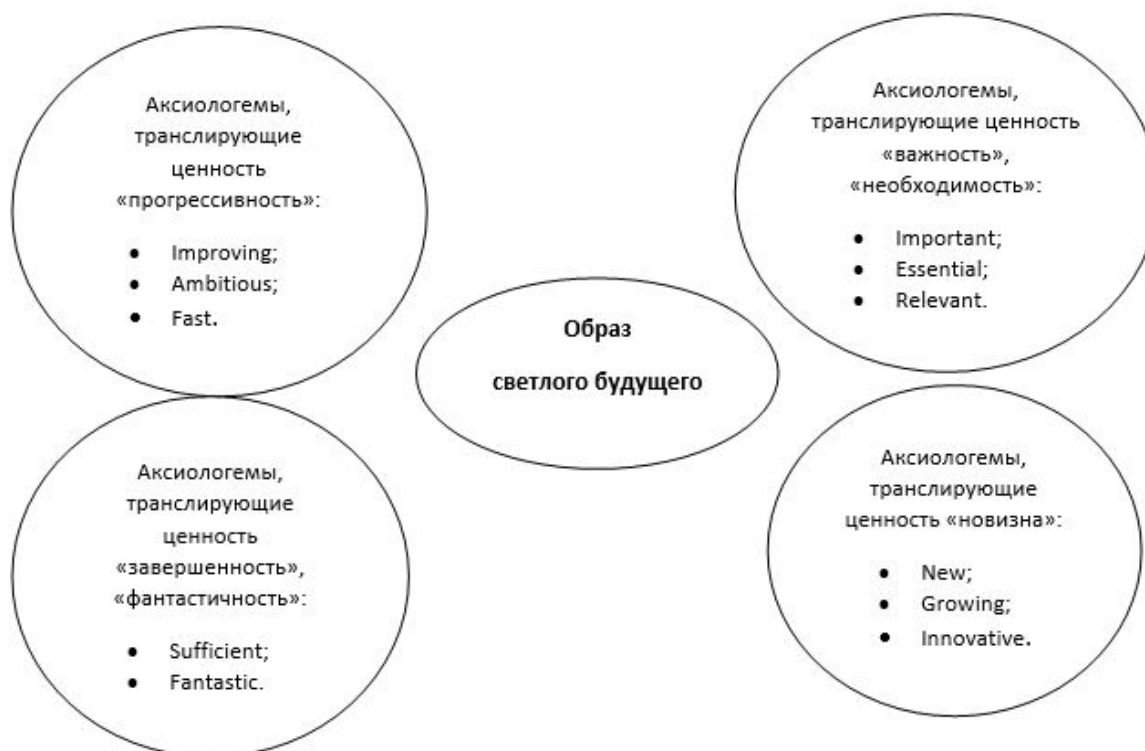 Аксиологемы,
транслирующие
ценность
«прогрессивность»:
● Improving;
● Ambitious;
● Fast.
Аксиологемы,
транслирующие ценность
«важность»,
«необходимость»:
● Important;
● Essential;
● Relevant.
Образ
светлого будущего
Аксиологемы,
транслирующие
ценность
«завершенность»,
«фантастичность»:
● Sufficient;
● Fantastic.
Аксиологемы,
транслирующие
ценность «новизна»:
● New;
● Growing;
● Innovative.